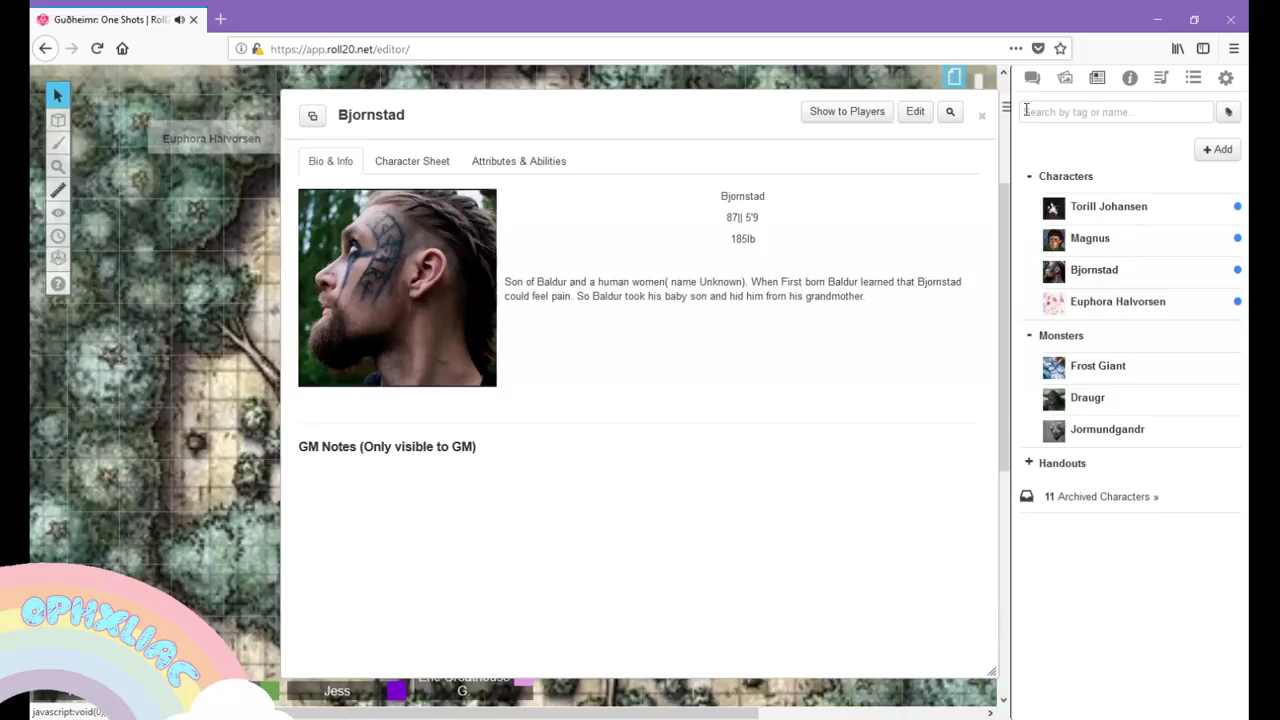 Guðheimr: One Shots | Roll2
https://app.roll20.net/editor/
Euphora Halvorsen
Bjornstad
Show to Players
Edit
Bio & Info
Character Sheet
Attributes & Abilities
Bjornstad
87|| 5'9
185lb
Son of Baldur and a human women( name Unknown). When First born Baldur learned that Bjornstad
could feel pain. So Baldur took his baby son and hid him from his grandmother.
GM Notes (Only visible to GM)
Search by tag or name...
+ Add
- Characters
Torill Johansen
Magnus
Bjornstad
Euphora Halvorsen
- Monsters
Frost Giant
Draugr
Jormundgandr
+ Handouts
11 Archived Characters »
OPHXLIAC
Jess
G.
javascript:void(0)